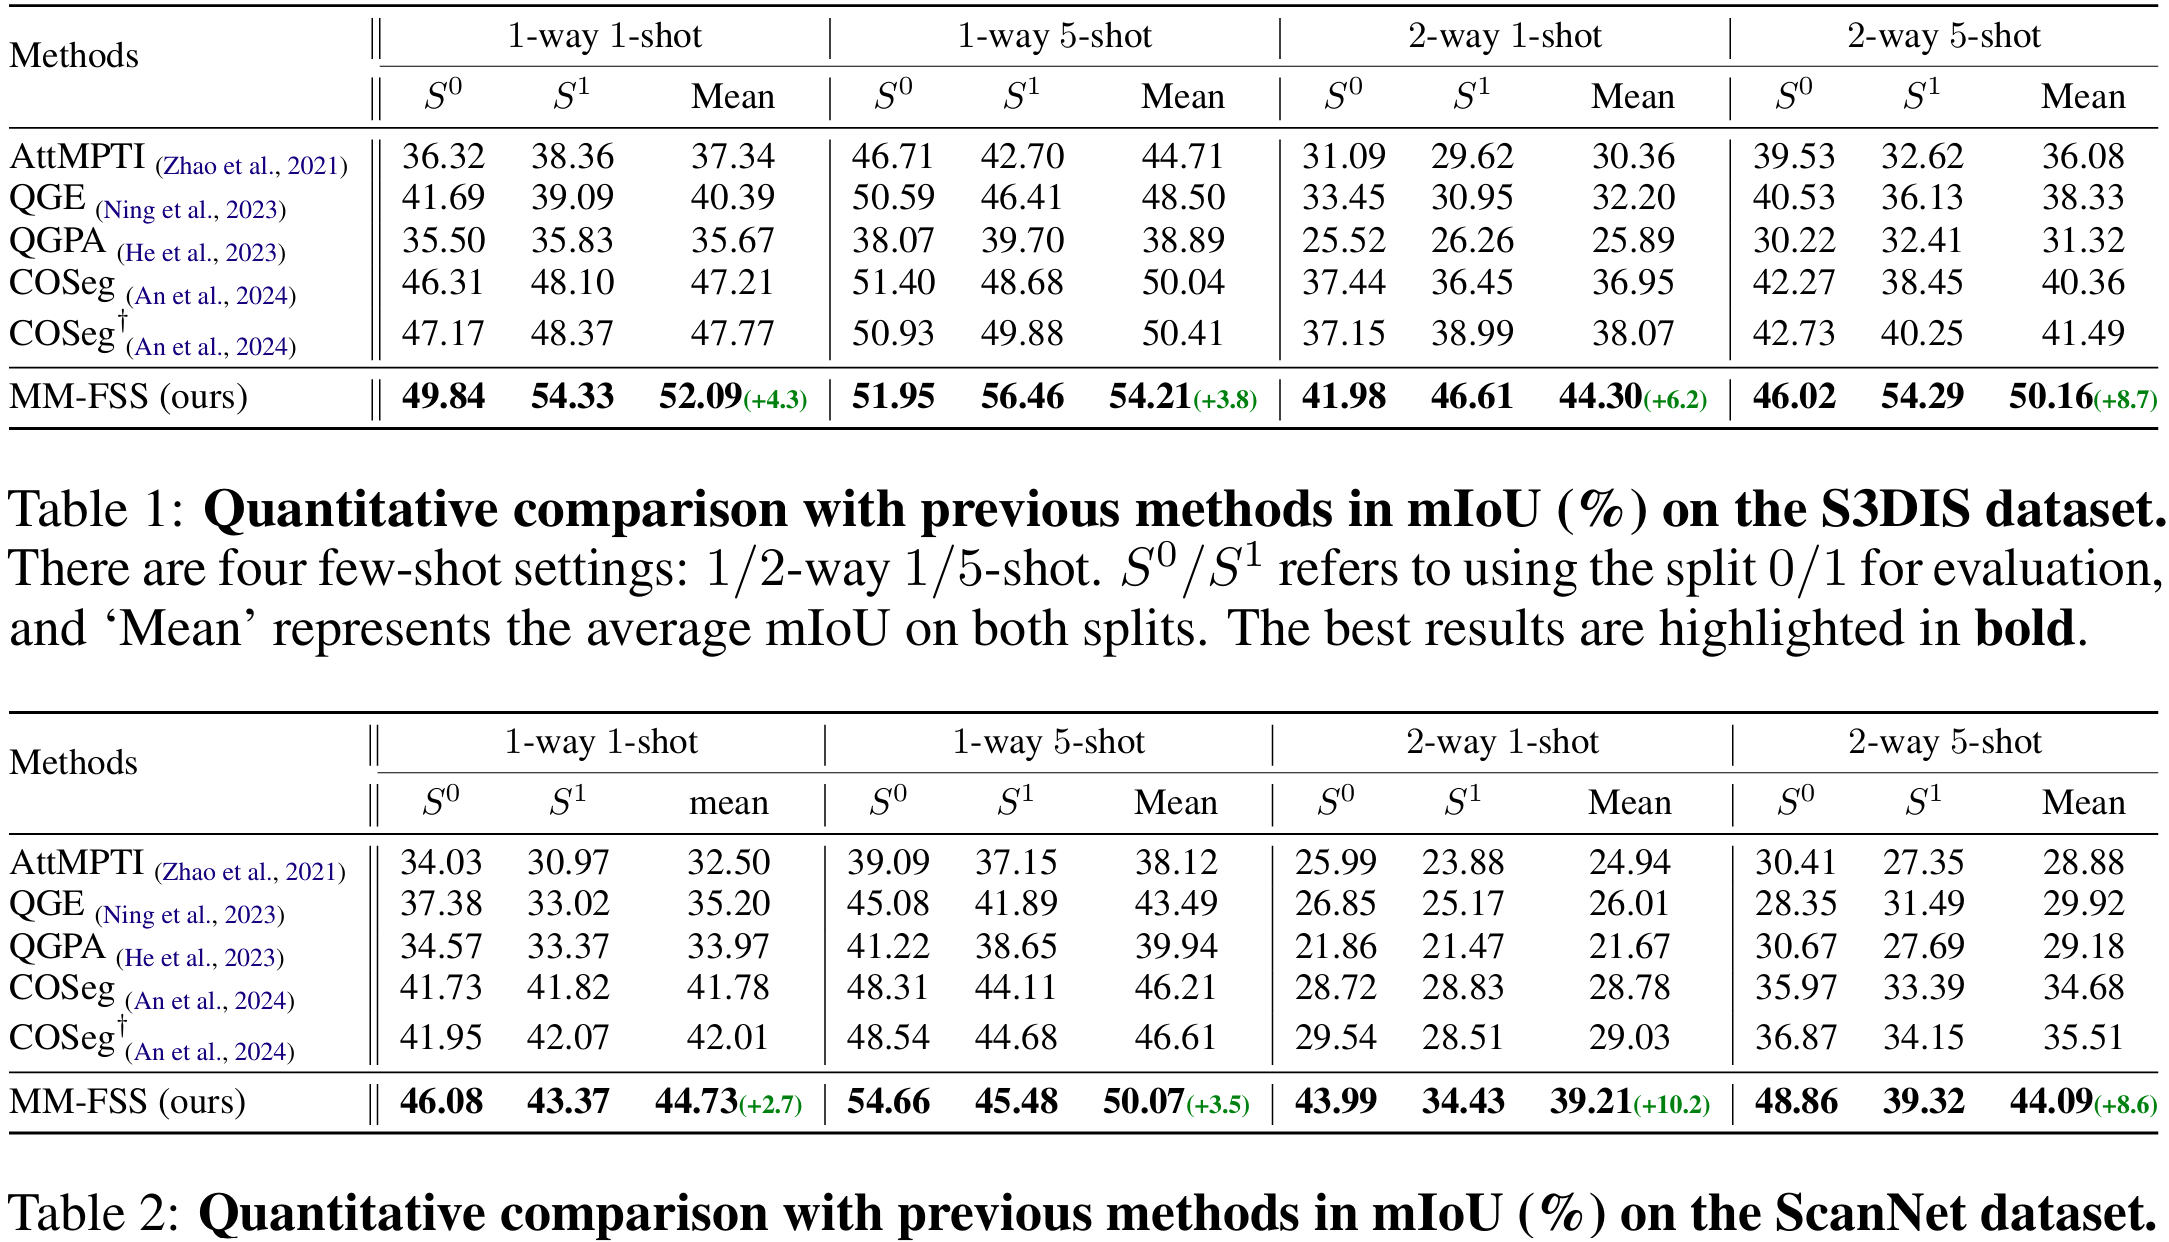 Methods 1-way 1-shot 1-way 5-shot 2-way 1-shot 2-way 5-shot
S⁰ S¹ Mean S⁰ S¹ Mean S⁰ S¹ Mean S⁰ S¹ Mean
AttMPTI (Zhao et al., 2021) 36.32 38.36 37.34 46.71 42.70 44.71 31.09 29.62 30.36 39.53 32.62 36.08
QGE (Ning et al., 2023) 41.69 39.09 40.39 50.59 46.41 48.50 33.45 30.95 32.20 40.53 36.13 38.33
QGPA (He et al., 2023) 35.50 35.83 35.67 38.07 39.70 38.89 25.52 26.26 25.89 30.22 32.41 31.32
COSeg (An et al., 2024) 46.31 48.10 47.21 51.40 48.68 50.04 37.44 36.45 36.95 42.27 38.45 40.36
COSeg† (An et al., 2024) 47.17 48.37 47.77 50.93 49.88 50.41 37.15 38.99 38.07 42.73 40.25 41.49
MM-FSS (ours) 49.84 54.33 52.09(+4.3) 51.95 56.46 54.21(+3.8) 41.98 46.61 44.30(+6.2) 46.02 54.29 50.16(+8.7)
Table 1: Quantitative comparison with previous methods in mIoU (%) on the S3DIS dataset.
There are four few-shot settings: 1/2-way 1/5-shot. S⁰/S¹ refers to using the split 0/1 for evaluation,
and ‘Mean’ represents the average mIoU on both splits. The best results are highlighted in bold.
Methods 1-way 1-shot 1-way 5-shot 2-way 1-shot 2-way 5-shot
S⁰ S¹ mean S⁰ S¹ Mean S⁰ S¹ Mean S⁰ S¹ Mean
AttMPTI (Zhao et al., 2021) 34.03 30.97 32.50 39.09 37.15 38.12 25.99 23.88 24.94 30.41 27.35 28.88
QGE (Ning et al., 2023) 37.38 33.02 35.20 45.08 41.89 43.49 26.85 25.17 26.01 28.35 31.49 29.92
QGPA (He et al., 2023) 34.57 33.37 33.97 41.22 38.65 39.94 21.86 21.47 21.67 30.67 27.69 29.18
COSeg (An et al., 2024) 41.73 41.82 41.78 48.31 44.11 46.21 28.72 28.83 28.78 35.97 33.39 34.68
COSeg† (An et al., 2024) 41.95 42.07 42.01 48.54 44.68 46.61 29.54 28.51 29.03 36.87 34.15 35.51
MM-FSS (ours) 46.08 43.37 44.73(+2.7) 54.66 45.48 50.07(+3.5) 43.99 34.43 39.21(+10.2) 48.86 39.32 44.09(+8.6)
Table 2: Quantitative comparison with previous methods in mIoU (%) on the ScanNet dataset.